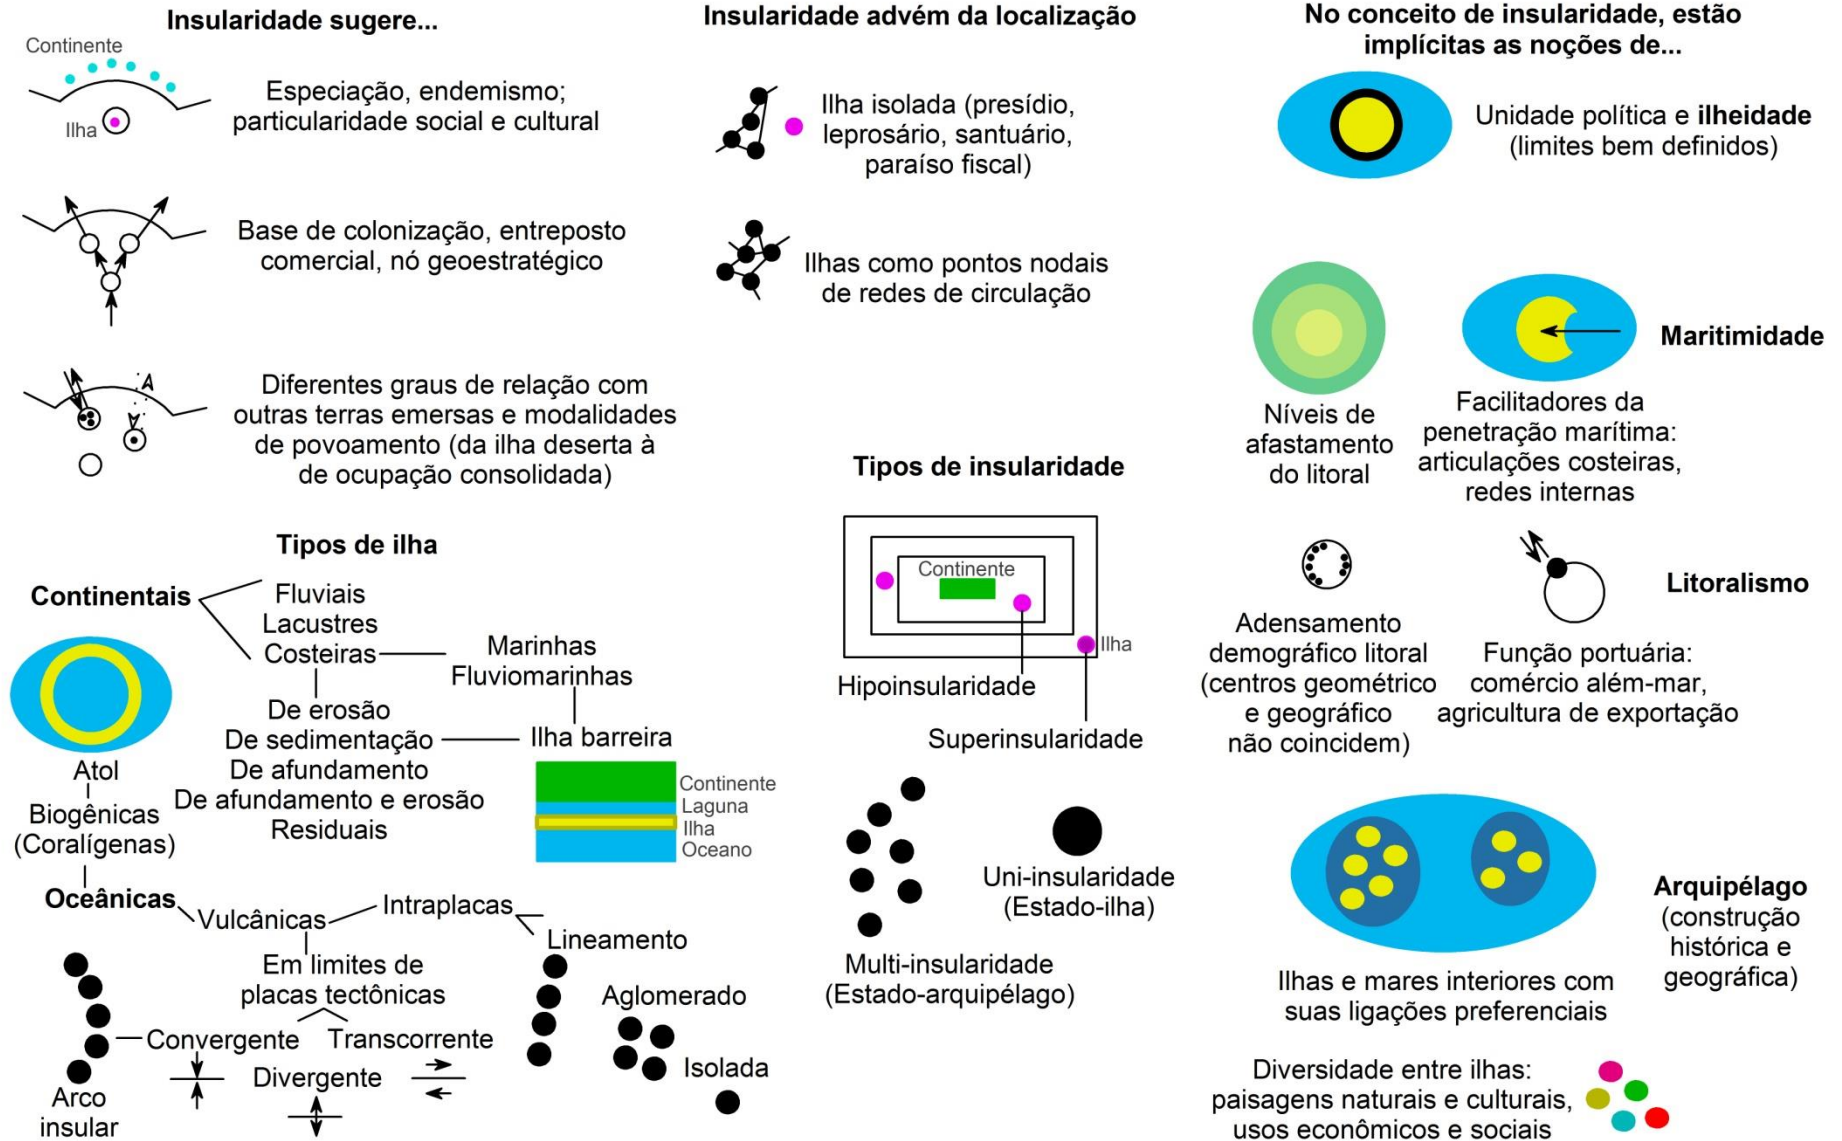 Insularidade sugere...
Continente
Ilha
Especiação, endemismo;
particularidade social e cultural
Base de colonização, entreposto
comercial, nó geoestratégico
Diferentes graus de relação com
outras terras emersas e modalidades
de povoamento (da ilha deserta à
de ocupação consolidada)
Tipos de ilha
Continentais
Fluviais
Lacustres
Costeiras
Marinhas
Fluviomarinhas
De erosão
De sedimentação
De afundamento
De afundamento e erosão
Residuais
Ilha barreira
Continente
Laguna
Ilha
Oceano
Atol
Biogênicas
(Coralígenas)
Oceânicas
Vulcânicas
Intraplacas
Lineamento
Aglomerado
Isolada
Em limites de
placas tectônicas
Convergente
Transcorrente
Divergente
Arco
insular
Insularidade advém da localização
Ilha isolada (presídio,
leprosário, santuário,
paraíso fiscal)
Ilhas como pontos nodais
de redes de circulação
Tipos de insularidade
Continente
Ilha
Hipoinsularidade
Superinsularidade
Uni-insularidade
(Estado-ilha)
Multi-insularidade
(Estado-arquipélago)
No conceito de insularidade, estão
implícitas as noções de...
Unidade política e ilheidade
(limites bem definidos)
Maritimidade
Níveis de
afastamento
do litoral
Facilitadores da
penetração marítima:
articulações costeiras,
redes internas
Litoralismo
Adensamento
demográfico litoral
(centros geométrico
e geográfico
não coincidem)
Função portuária:
comércio além-mar,
agricultura de exportação
Arquipélago
(construção
histórica e
geográfica)
Ilhas e mares interiores com
suas ligações preferenciais
Diversidade entre ilhas:
paisagens naturais e culturais,
usos econômicos e sociais